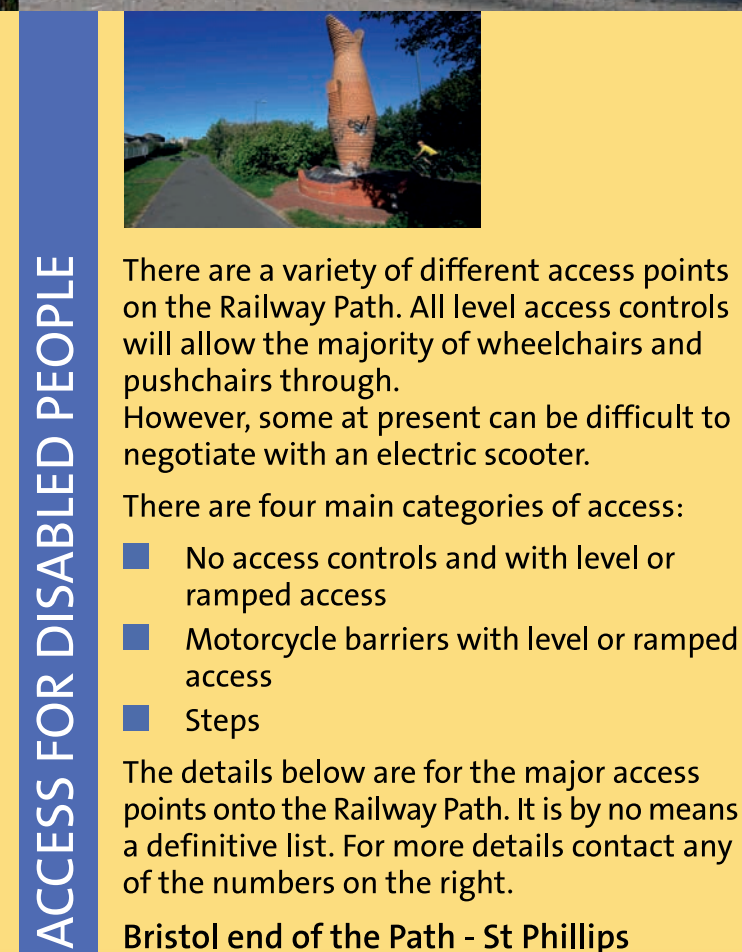 ACCESS FOR DISABLED PEOPLE
There are a variety of different access points
on the Railway Path. All level access controls
will allow the majority of wheelchairs and
pushchairs through.
However, some at present can be difficult to
negotiate with an electric scooter.
There are four main categories of access:
No access controls and with level or
ramped access
Motorcycle barriers with level or ramped
access
Steps
The details below are for the major access
points onto the Railway Path. It is by no means
a definitive list. For more details contact any
of the numbers on the right.
Bristol end of the Path - St Phillips